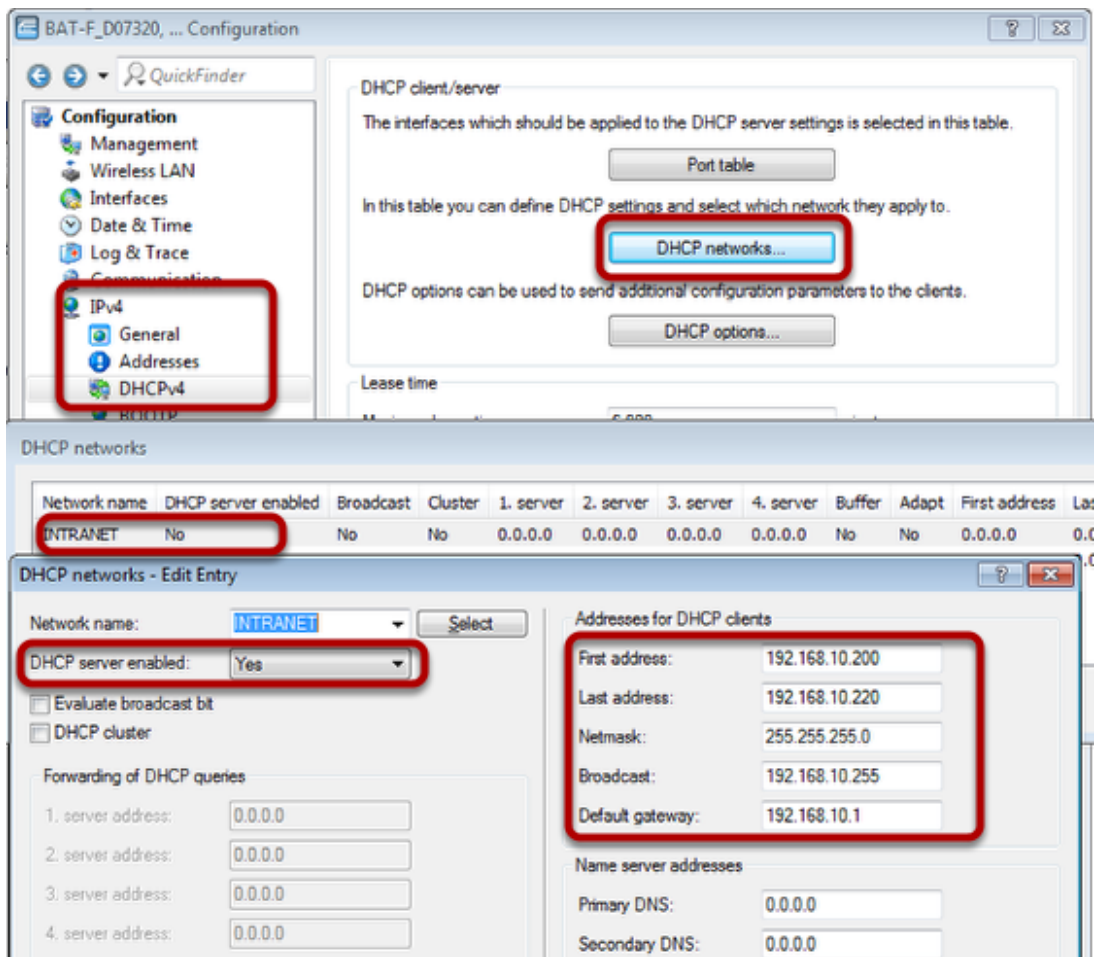 BAT-F_D07320, ... Configuration
QuickFinder
Configuration
Management
Wireless LAN
Interfaces
Date & Time
Log & Trace
Communication
IPv4
General
Addresses
DHCPv4
BOOTP
DHCP client/server
The interfaces which should be applied to the DHCP server settings is selected in this table.
Port table
In this table you can define DHCP settings and select which network they apply to.
DHCP networks...
DHCP options can be used to send additional configuration parameters to the clients.
DHCP options...
Lease time
DHCP networks
Network name DHCP server enabled Broadcast Cluster 1. server 2. server 3. server 4. server Buffer Adapt First address Las
INTRANET No No No 0.0.0.0 0.0.0.0 0.0.0.0 0.0.0.0 No No 0.0.0.0 0.0
DHCP networks - Edit Entry
Network name: INTRANET Select
DHCP server enabled: Yes
Evaluate broadcast bit
DHCP cluster
Forwarding of DHCP queries
1. server address: 0.0.0.0
2. server address: 0.0.0.0
3. server address: 0.0.0.0
4. server address: 0.0.0.0
Addresses for DHCP clients
First address: 192.168.10.200
Last address: 192.168.10.220
Netmask: 255.255.255.0
Broadcast: 192.168.10.255
Default gateway: 192.168.10.1
Name server addresses
Primary DNS: 0.0.0.0
Secondary DNS: 0.0.0.0